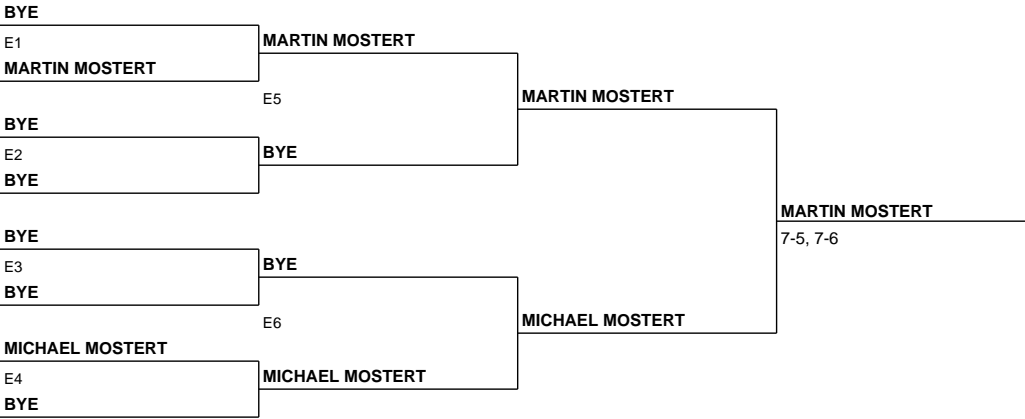 BYE
E1
MARTIN MOSTERT
MARTIN MOSTERT
E5
MARTIN MOSTERT
BYE
E2
BYE
BYE
MARTIN MOSTERT
7-5, 7-6
BYE
E3
BYE
BYE
E6
MICHAEL MOSTERT
MICHAEL MOSTERT
E4
MICHAEL MOSTERT
BYE